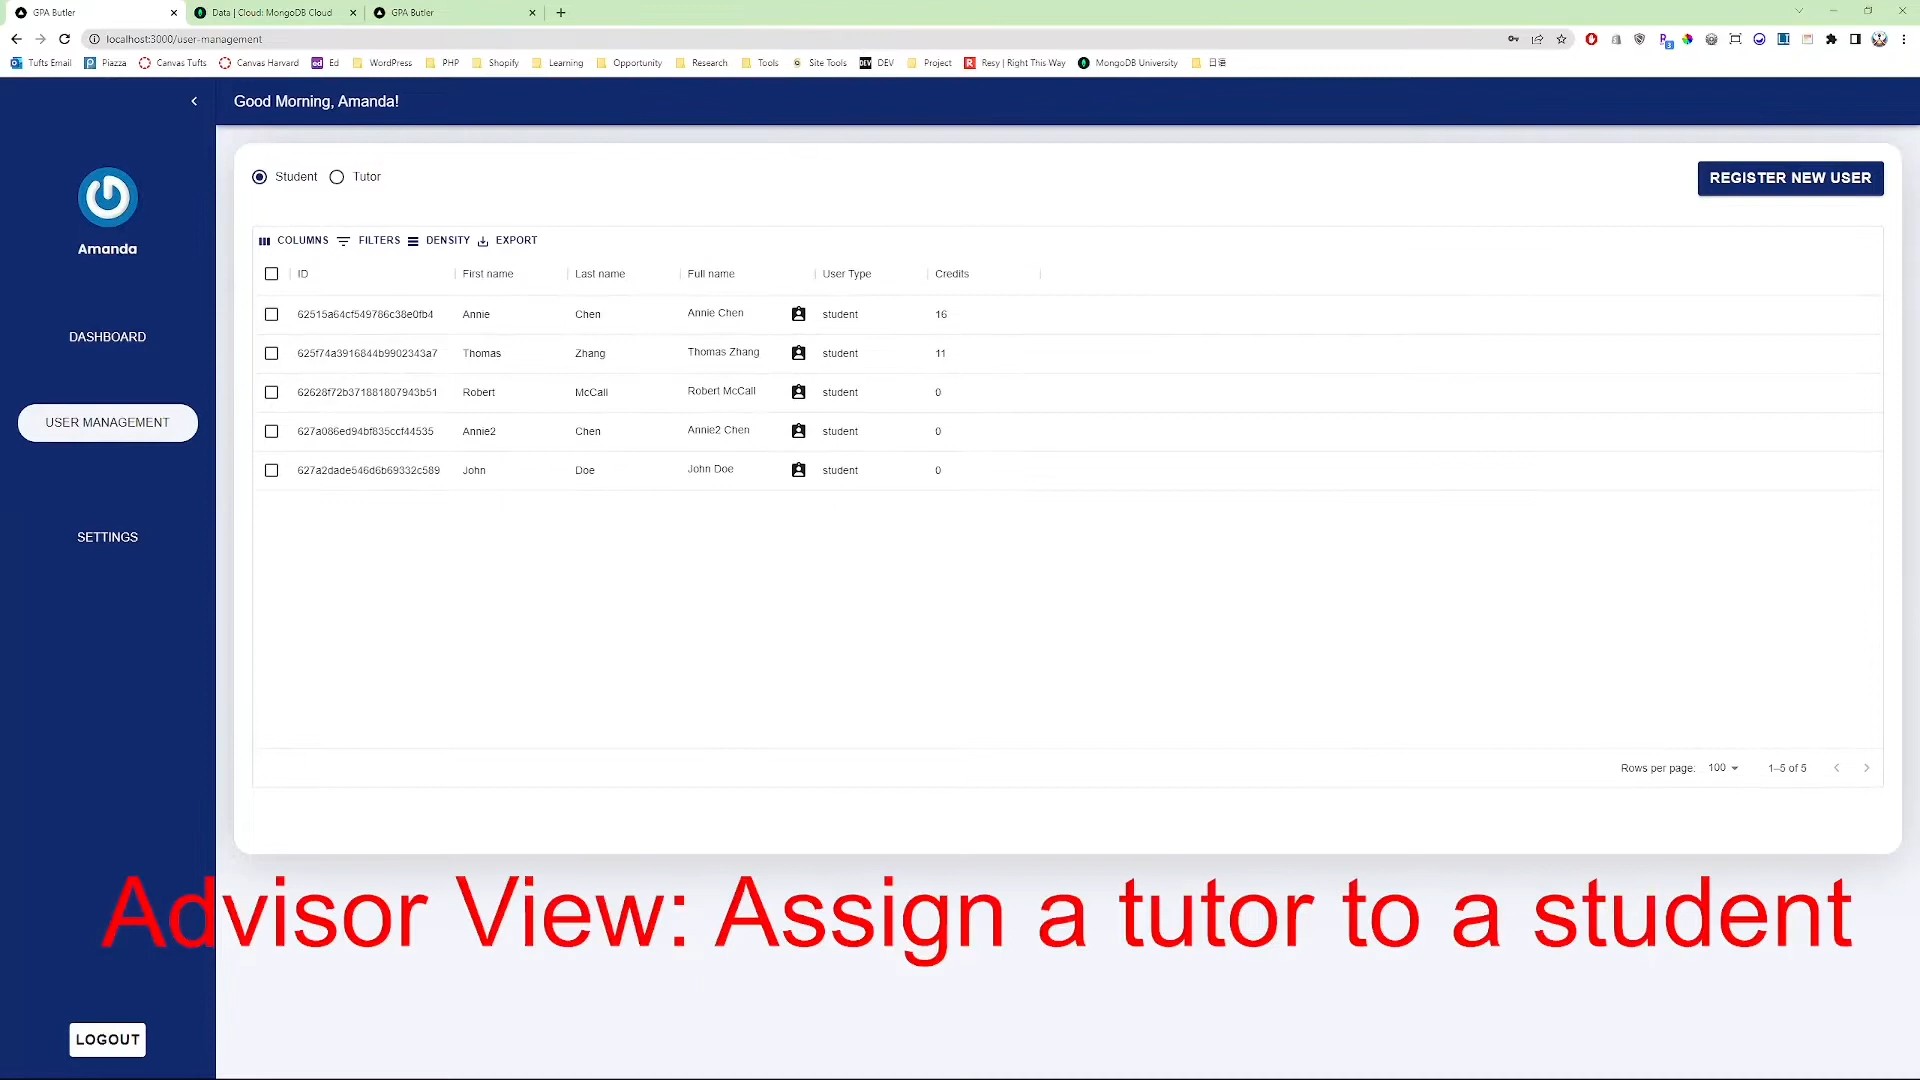 GPA Butler
Data | Cloud: MongoDB Cloud
GPA Butler
localhost:3000/user-management
Tufts Email Piazza Canvas Tufts Canvas Harvard Ed WordPress PHP Shopify Learning Opportunity Research Tools Site Tools DEV Project Resy | Right This Way MongoDB University 日语
Good Morning, Amanda!
Amanda
DASHBOARD
USER MANAGEMENT
SETTINGS
LOGOUT
Student Tutor
REGISTER NEW USER
COLUMNS FILTERS DENSITY EXPORT
ID First name Last name Full name User Type Credits
62515a64cf549786c38e0fb4 Annie Chen Annie Chen student 16
625f74a3916844b9902343a7 Thomas Zhang Thomas Zhang student 11
62628f72b371881807943b51 Robert McCall Robert McCall student 0
627a086ed94bf835ccf44535 Annie2 Chen Annie2 Chen student 0
627a2dade546d6b69332c589 John Doe John Doe student 0
Rows per page: 100 1–5 of 5
Advisor View: Assign a tutor to a student